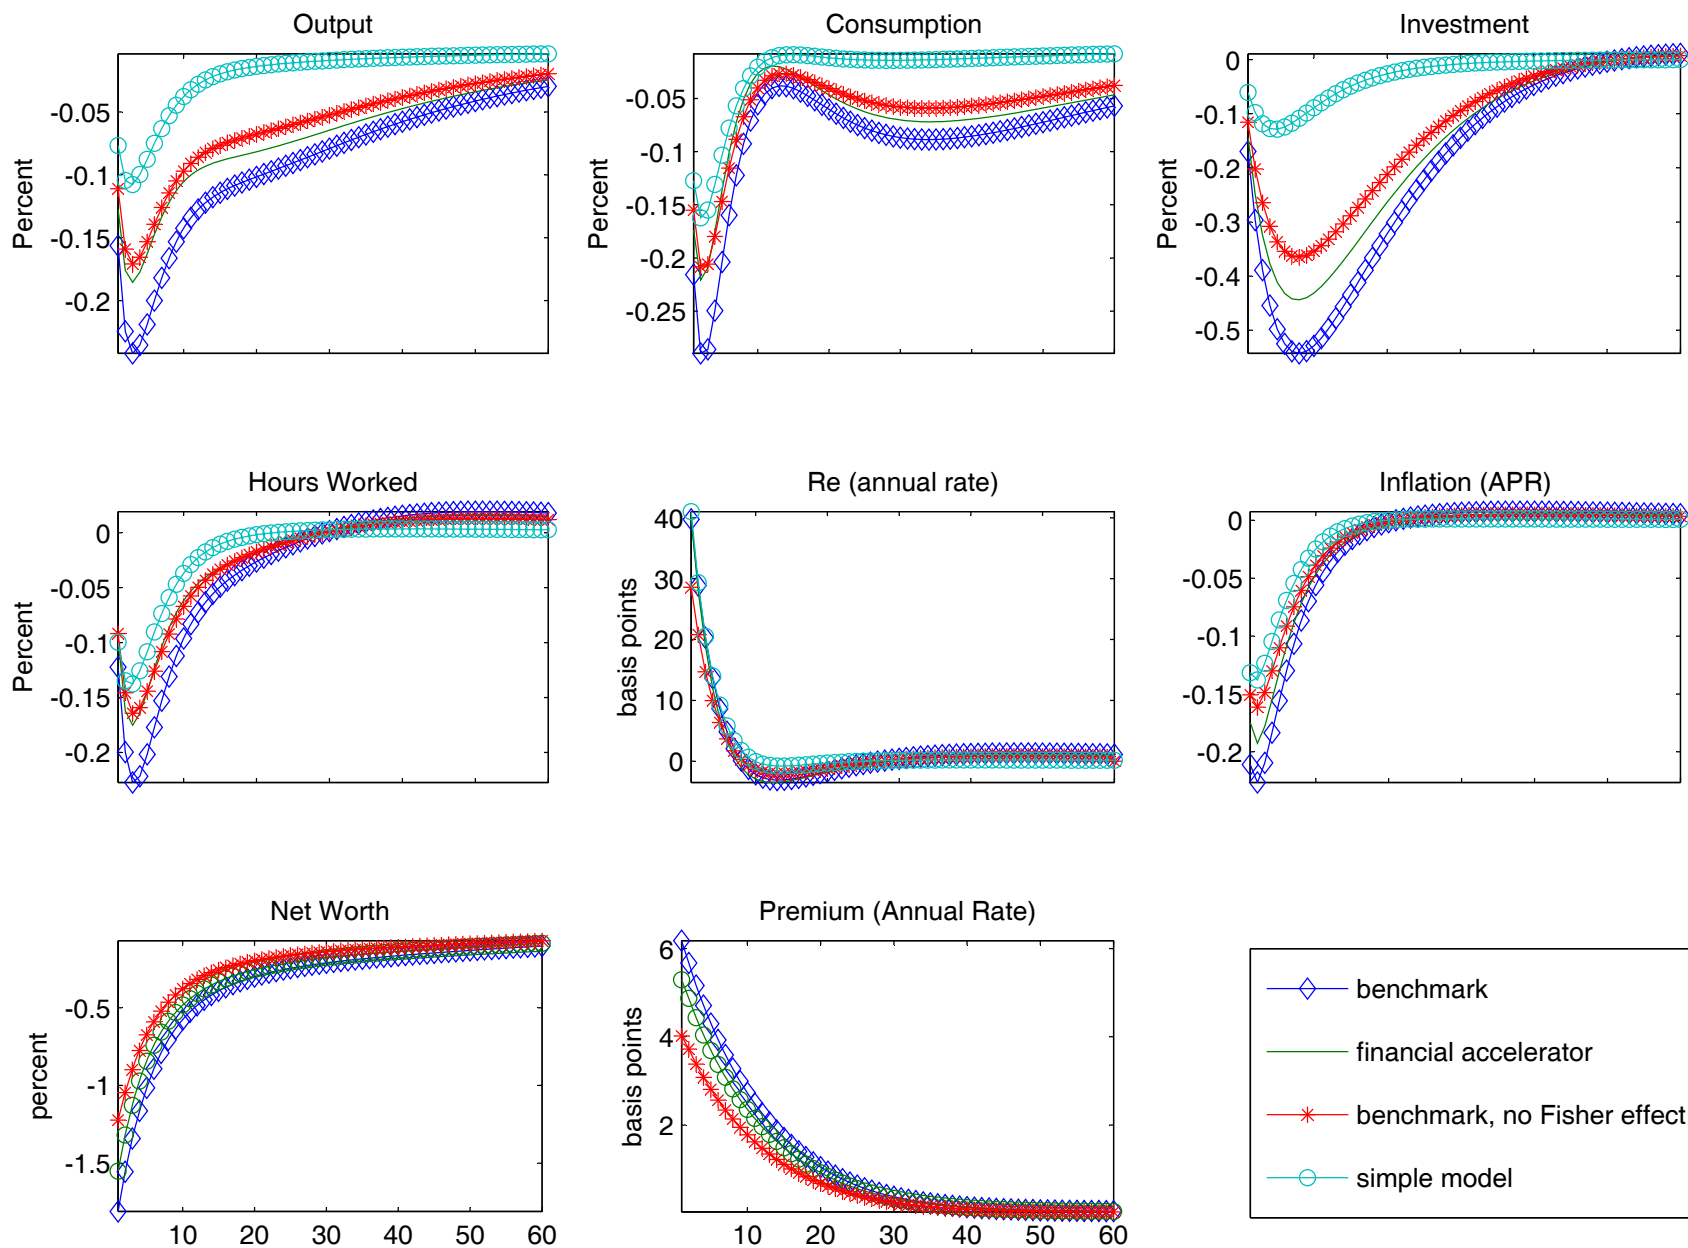 Output
Percent
-0.05
-0.1
-0.15
-0.2
Consumption
Percent
-0.05
-0.1
-0.15
-0.2
-0.25
Investment
Percent
0
-0.1
-0.2
-0.3
-0.4
-0.5
Hours Worked
Percent
0
-0.05
-0.1
-0.15
-0.2
Re (annual rate)
basis points
40
30
20
10
0
Inflation (APR)
0
-0.05
-0.1
-0.15
-0.2
Net Worth
percent
-0.5
-1
-1.5
10 20 30 40 50 60
Premium (Annual Rate)
basis points
6
4
2
10 20 30 40 50 60
benchmark
financial accelerator
benchmark, no Fisher effect
simple model